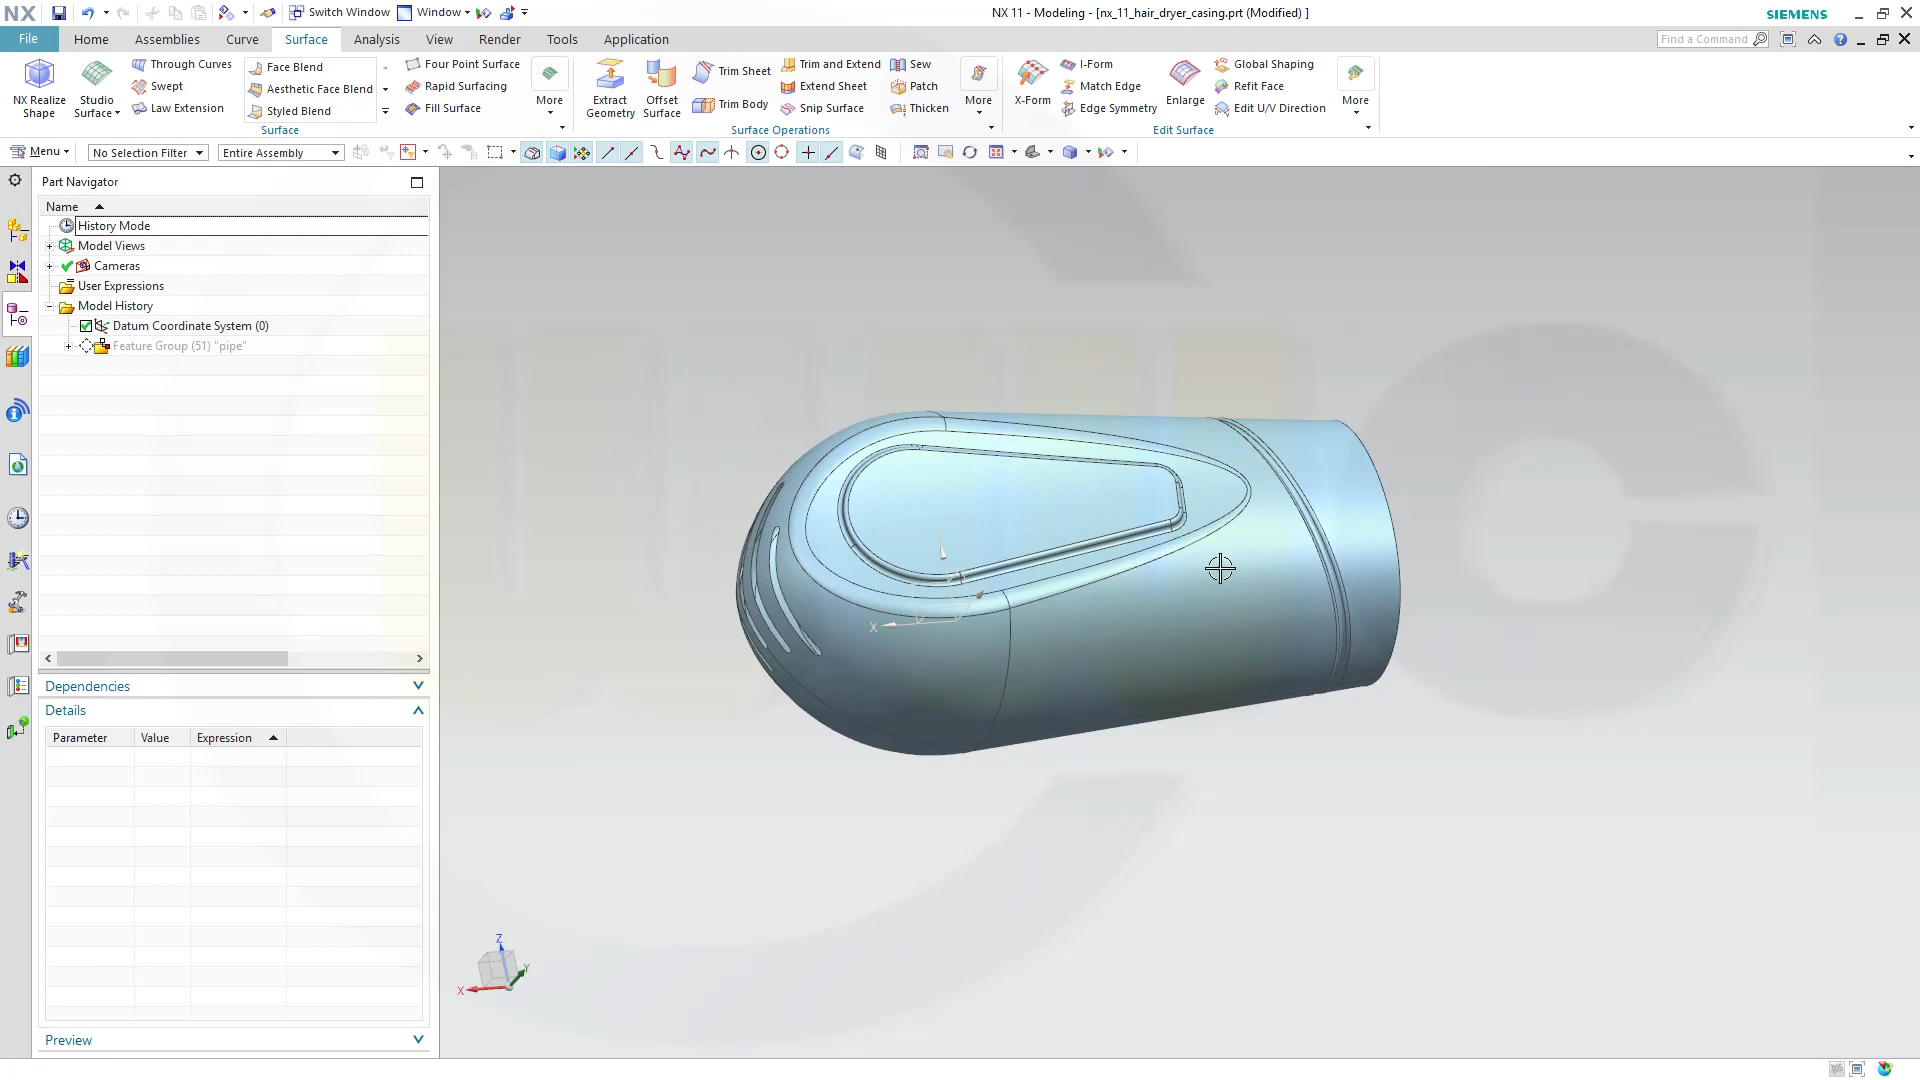 NX
Switch Window
Window
NX 11 - Modeling - [nx_11_hair_dryer_casing.prt (Modified) ]
SIEMENS
File
Home
Assemblies
Curve
Surface
Analysis
View
Render
Tools
Application
Find a Command
NX Realize Shape
Studio Surface
Through Curves
Swept
Law Extension
Face Blend
Aesthetic Face Blend
Styled Blend
Four Point Surface
Rapid Surfacing
Fill Surface
More
Surface
Extract Geometry
Offset Surface
Trim Sheet
Trim Body
Trim and Extend
Extend Sheet
Snip Surface
Sew
Patch
Thicken
More
Surface Operations
X-Form
I-Form
Match Edge
Edge Symmetry
Enlarge
Global Shaping
Refit Face
Edit U/V Direction
More
Edit Surface
Menu
No Selection Filter
Entire Assembly
Part Navigator
Name
History Mode
Model Views
Cameras
User Expressions
Model History
Datum Coordinate System (0)
Feature Group (51) "pipe"
Dependencies
Details
Parameter
Value
Expression
Preview
X
Z
Y
X